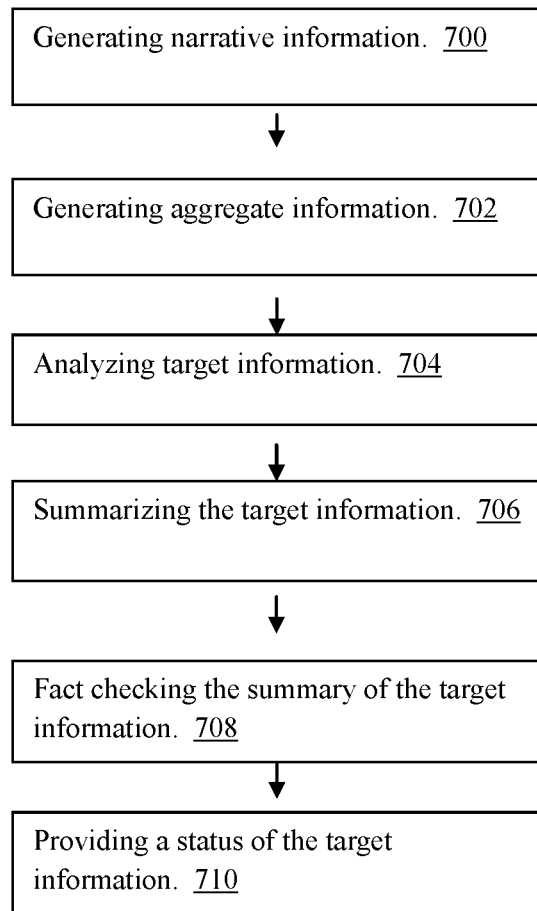 Generating narrative information. 700
Generating aggregate information. 702
Analyzing target information. 704
Summarizing the target information. 706
Fact checking the summary of the target
information. 708
Providing a status of the target
information. 710